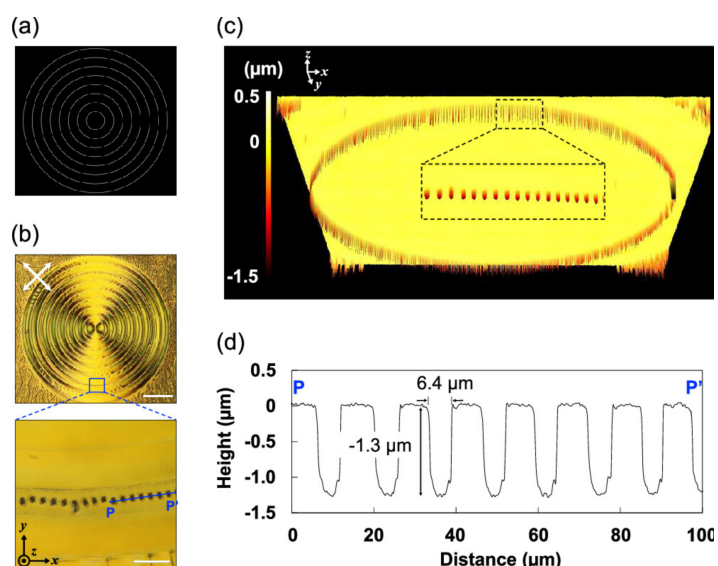 (a)
(b)
P
P'
y
z
x
(c)
z
x
y
(µm)
0.5
0
-1.5
(d)
0.5
0
-0.5
-1.0
-1.5
Height (µm)
P
P'
6.4 µm
-1.3 µm
0
20
40
60
80
100
Distance (µm)